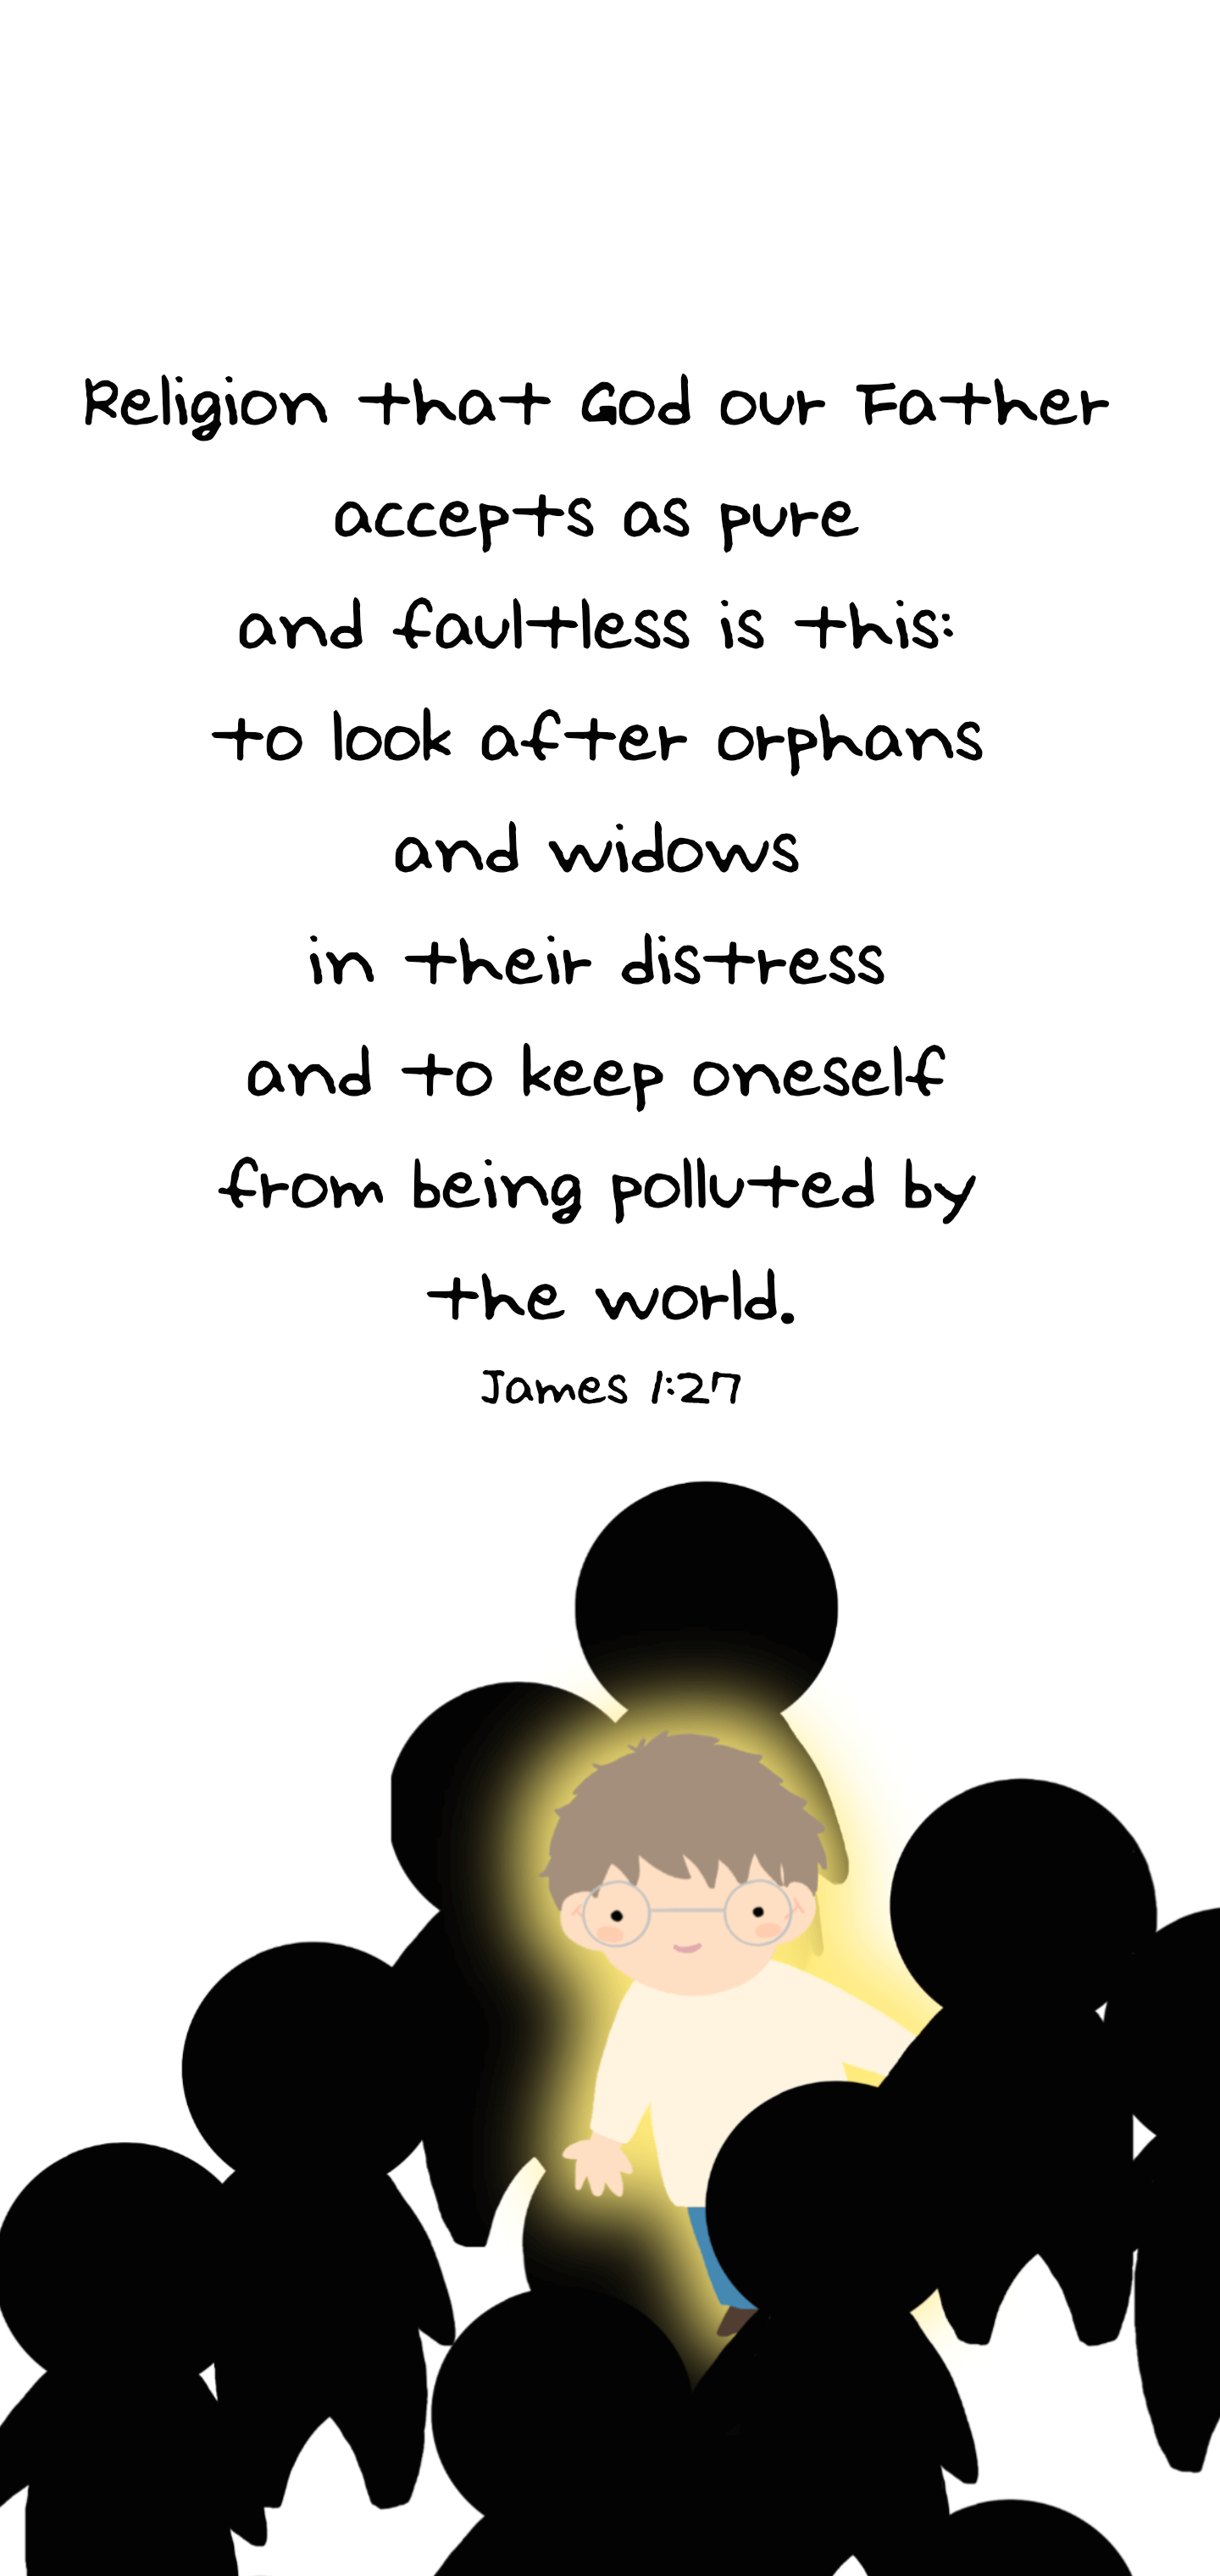 Religion that God our Father
accepts as pure
and faultless is this:
to look after orphans
and widows
in their distress
and to keep oneself
from being polluted by
the world.
James 1:27